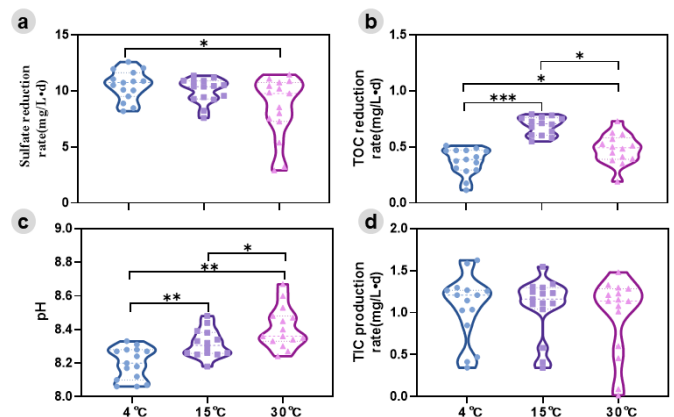 a
Sulfate reduction
rate(mg/L•d)
15
10
5
0
*
b
TOC reduction
rate(mg/L•d)
1.5
1.0
0.5
0.0
*
*
***
c
pH
9.0
8.8
8.6
8.4
8.2
8.0
*
**
**
4℃
15℃
30℃
d
TIC production
rate(mg/L•d)
2.0
1.5
1.0
0.5
0.0
4℃
15℃
30℃